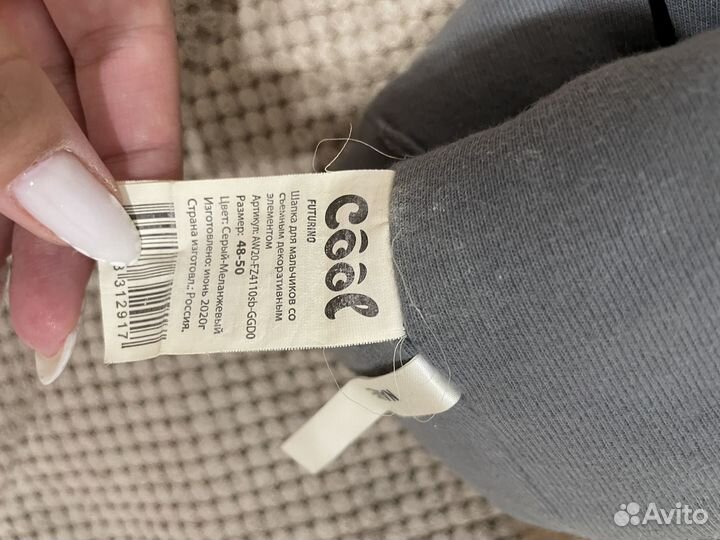 cool
FUTURINO
Шапка для мальчиков со
съемным декоративным
элементом
Артикул: AW20-FZ4110sb-GGD0
Размер: 48-50
Цвет: Серый-Меланжевый
Изготовлено: июнь 2020г
Страна изготовл.: Россия.
312917
Avito